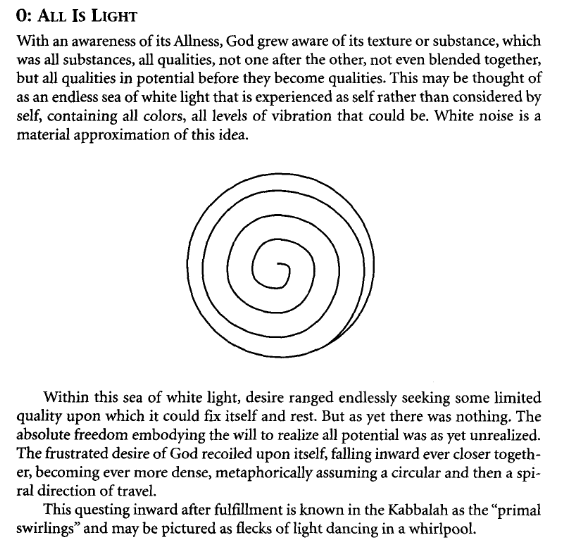 0: ALL IS LIGHT
With an awareness of its Allness, God grew aware of its texture or substance, which
was all substances, all qualities, not one after the other, not even blended together,
but all qualities in potential before they become qualities. This may be thought of
as an endless sea of white light that is experienced as self rather than considered by
self, containing all colors, all levels of vibration that could be. White noise is a
material approximation of this idea.
Within this sea of white light, desire ranged endlessly seeking some limited
quality upon which it could fix itself and rest. But as yet there was nothing. The
absolute freedom embodying the will to realize all potential was as yet unrealized.
The frustrated desire of God recoiled upon itself, falling inward ever closer togeth-
er, becoming ever more dense, metaphorically assuming a circular and then a spi-
ral direction of travel.
This questing inward after fulfillment is known in the Kabbalah as the “primal
swirlings” and may be pictured as flecks of light dancing in a whirlpool.